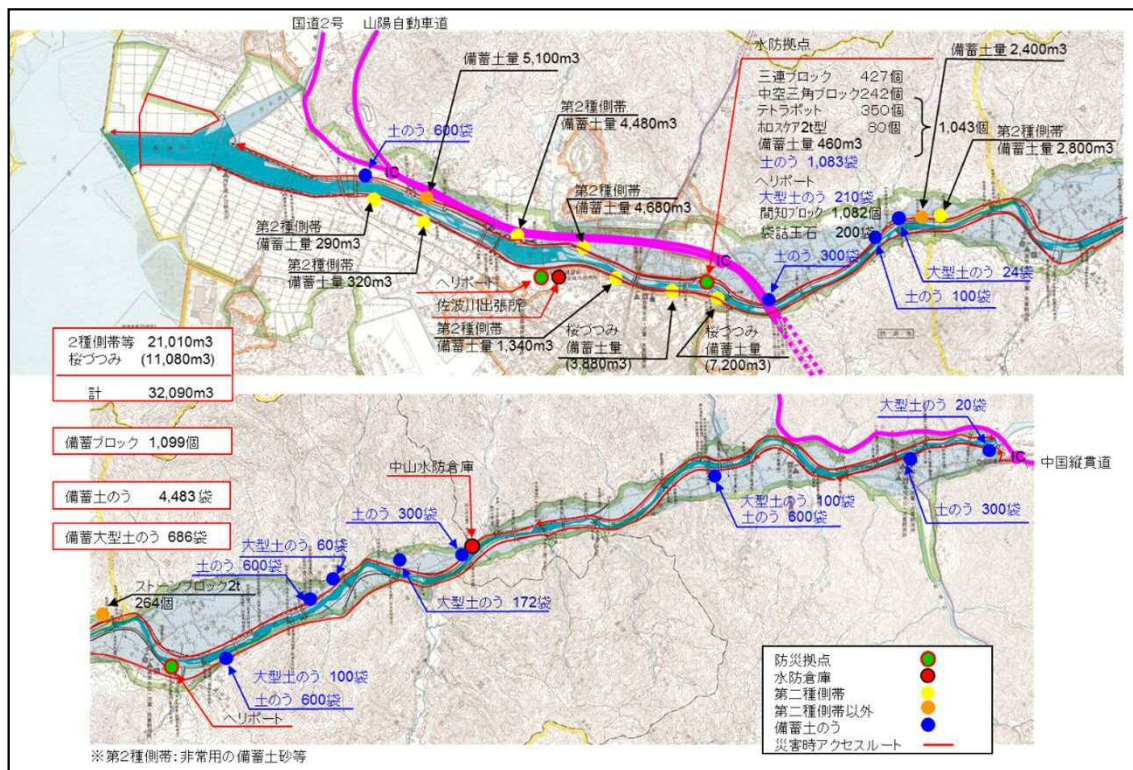 国道2号　山陽自動車道
備蓄土量 5,100m3
水防拠点
備蓄土量 2,400m3
三連ブロック　427個
中空三角ブロック242個
テトラポット　350個
ホロスケア2t型　80個
1,043個
備蓄土量 460m3
土のう 1,083袋
第2種側帯
備蓄土量 4,480m3
土のう 600袋
第2種側帯
備蓄土量 2,800m3
IC
ヘリポート
大型土のう 210袋
間知ブロック 1,082個
袋詰玉石　200袋
第2種側帯
備蓄土量 4,680m3
第2種側帯
備蓄土量 290m3
第2種側帯
備蓄土量 320m3
IC
土のう 300袋
大型土のう 24袋
土のう 100袋
ヘリポート
佐波川出張所
第2種側帯
備蓄土量 1,340m3
桜づつみ
備蓄土量
(3,880m3)
桜づつみ
備蓄土量
(7,200m3)
2種側帯等　21,010m3
桜づつみ　(11,080m3)
計　32,090m3
備蓄ブロック 1,099個
備蓄土のう　4,483袋
備蓄大型土のう 686袋
大型土のう 20袋
IC
中国縦貫道
中山水防倉庫
土のう 300袋
大型土のう 100袋
土のう 600袋
土のう 300袋
大型土のう 60袋
土のう 600袋
大型土のう 172袋
ストーンブロック2t
264個
大型土のう 100袋
土のう 600袋
ヘリポート
防災拠点
水防倉庫
第二種側帯
第二種側帯以外
備蓄土のう
災害時アクセスルート
※第2種側帯：非常用の備蓄土砂等